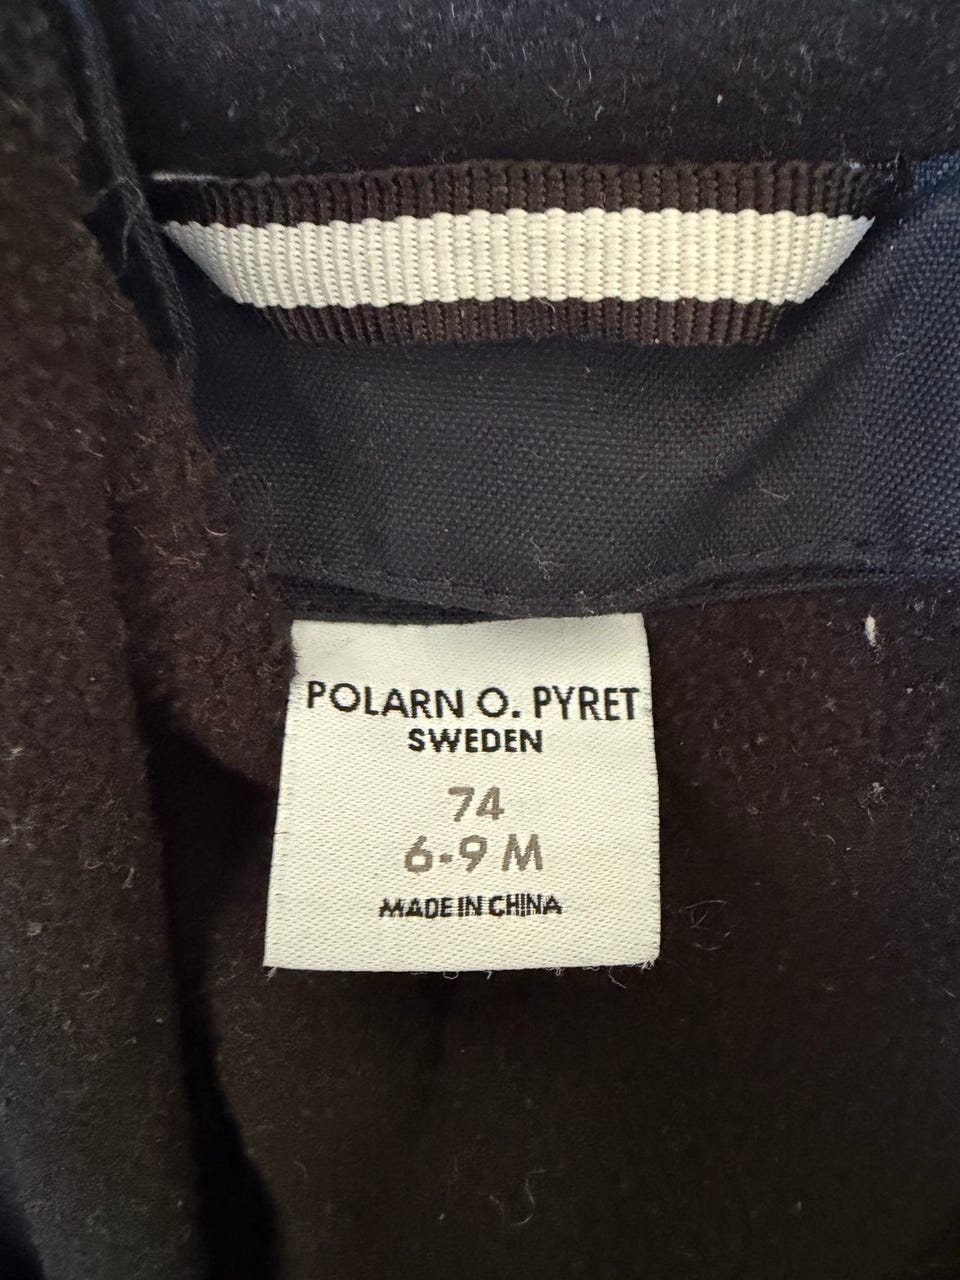 POLARN O. PYRET
SWEDEN
74
6-9 M
MADE IN CHINA